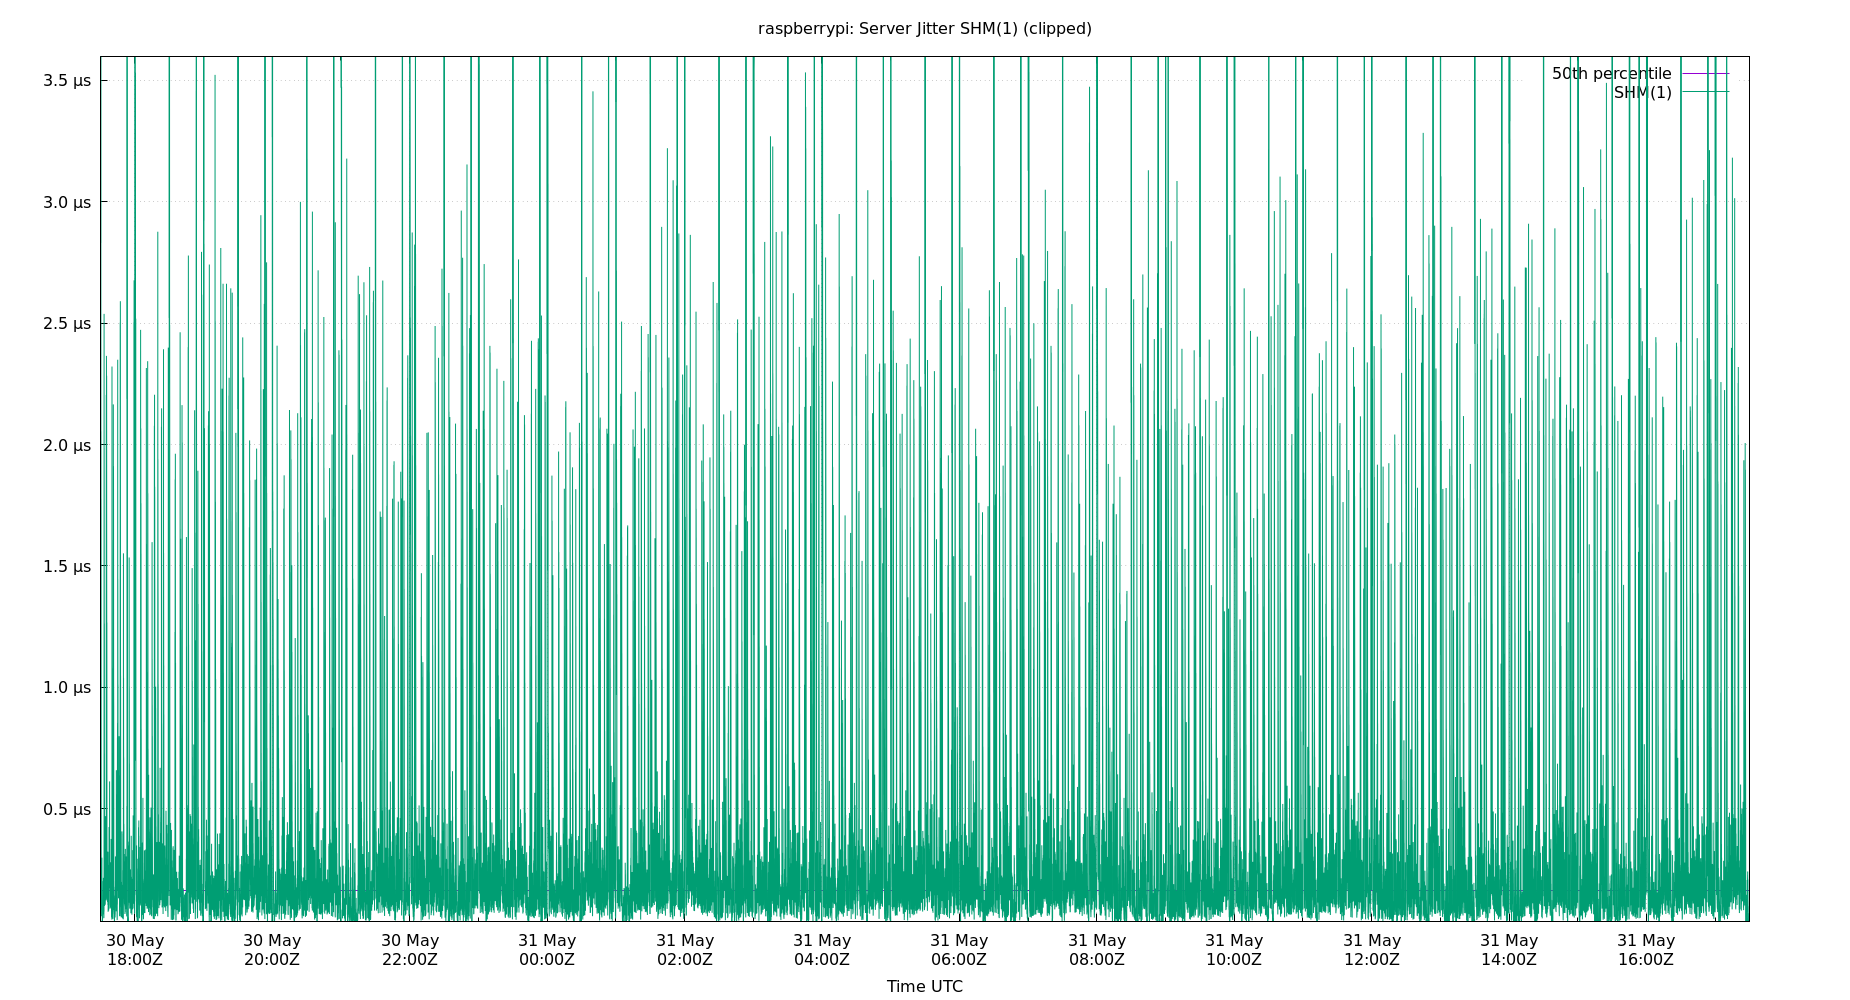 raspberrypi: Server Jitter SHM(1) (clipped)
50th percentile
SHM(1)
3.5 µs
3.0 µs
2.5 µs
2.0 µs
1.5 µs
1.0 µs
0.5 µs
30 May 30 May 30 May 31 May 31 May 31 May 31 May 31 May 31 May 31 May 31 May 31 May
18:00Z 20:00Z 22:00Z 00:00Z 02:00Z 04:00Z 06:00Z 08:00Z 10:00Z 12:00Z 14:00Z 16:00Z
Time UTC